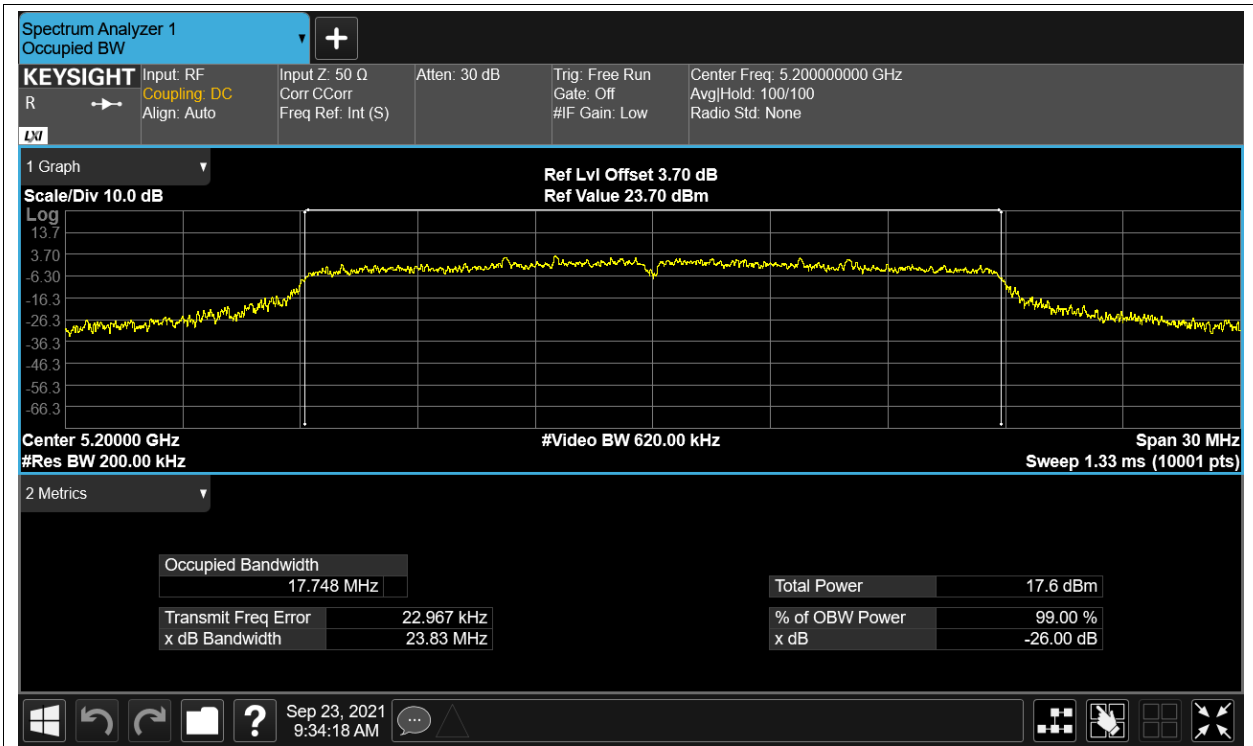 Spectrum Analyzer 1
Occupied BW
+
KEYSIGHT
R
LXI
Input: RF
Coupling: DC
Align: Auto
Input Z: 50 Ω
Corr CCorr
Freq Ref: Int (S)
Atten: 30 dB
Trig: Free Run
Gate: Off
#IF Gain: Low
Center Freq: 5.200000000 GHz
Avg|Hold: 100/100
Radio Std: None
1 Graph
Scale/Div 10.0 dB
Ref Lvl Offset 3.70 dB
Ref Value 23.70 dBm
Log
13.7
3.70
-6.30
-16.3
-26.3
-36.3
-46.3
-56.3
-66.3
Center 5.20000 GHz
#Video BW 620.00 kHz
Span 30 MHz
#Res BW 200.00 kHz
Sweep 1.33 ms (10001 pts)
2 Metrics
Occupied Bandwidth
17.748 MHz
Total Power 17.6 dBm
Transmit Freq Error 22.967 kHz
% of OBW Power 99.00 %
x dB Bandwidth 23.83 MHz
x dB -26.00 dB
?
Sep 23, 2021
9:34:18 AM